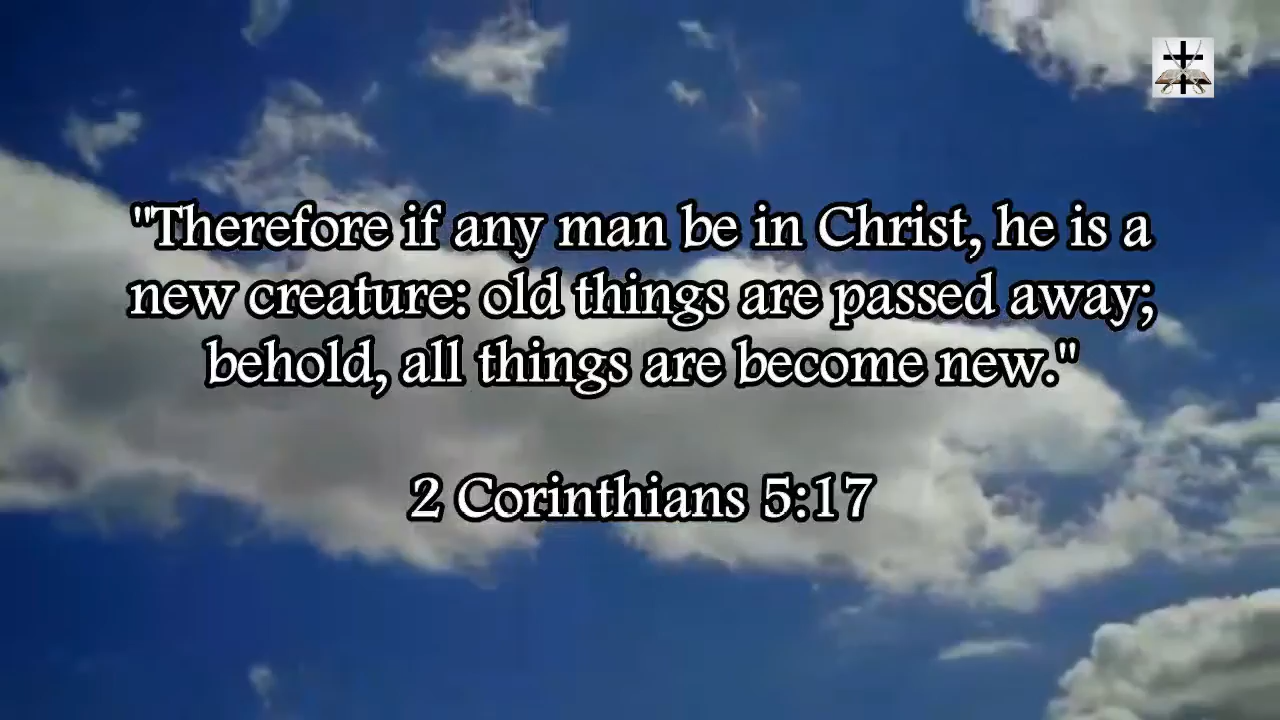 "Therefore if any man be in Christ, he is a
new creature: old things are passed away;
behold, all things are become new."
2 Corinthians 5:17